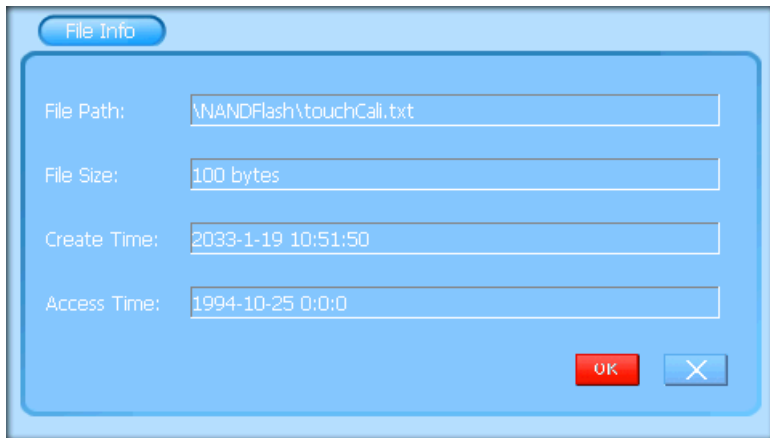 File Info
File Path: \NANDFlash\touchCali.txt
File Size: 100 bytes
Create Time: 2033-1-19 10:51:50
Access Time: 1994-10-25 0:0:0
OK